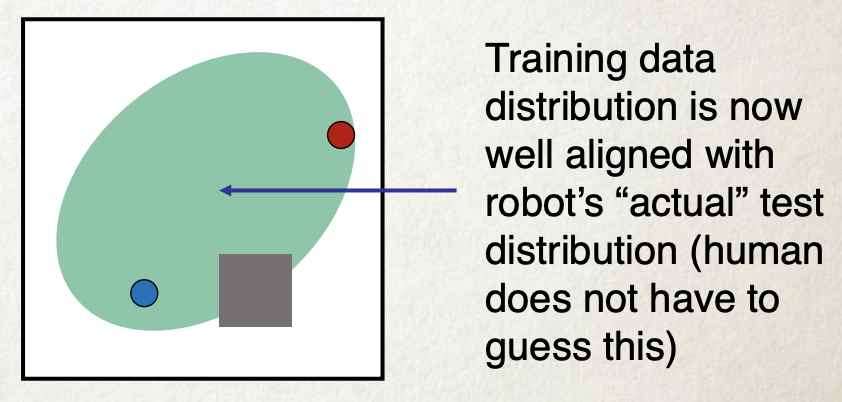 Training data
distribution is now
well aligned with
robot’s “actual” test
distribution (human
does not have to
guess this)